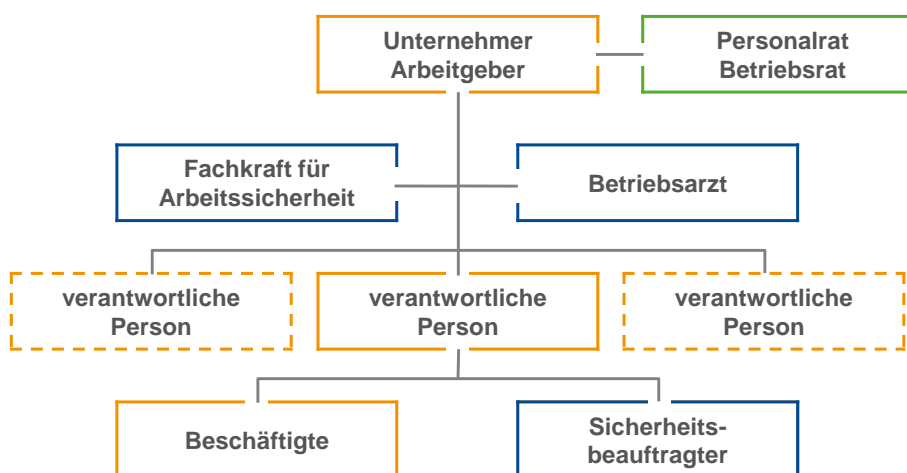 Unternehmer
Arbeitgeber
Personalrat
Betriebsrat
Fachkraft für
Arbeitssicherheit
Betriebsarzt
verantwortliche
Person
verantwortliche
Person
verantwortliche
Person
Beschäftigte
Sicherheits-
beauftragter